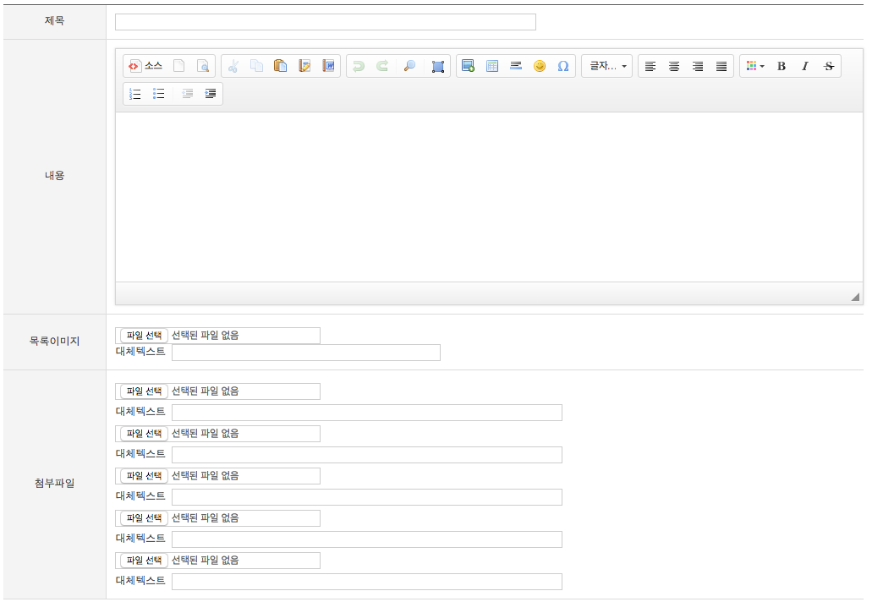 제목
소스
글자...
B I S
내용
목록이미지
파일 선택 선택된 파일 없음
대체텍스트
첨부파일
파일 선택 선택된 파일 없음
대체텍스트
파일 선택 선택된 파일 없음
대체텍스트
파일 선택 선택된 파일 없음
대체텍스트
파일 선택 선택된 파일 없음
대체텍스트
파일 선택 선택된 파일 없음
대체텍스트